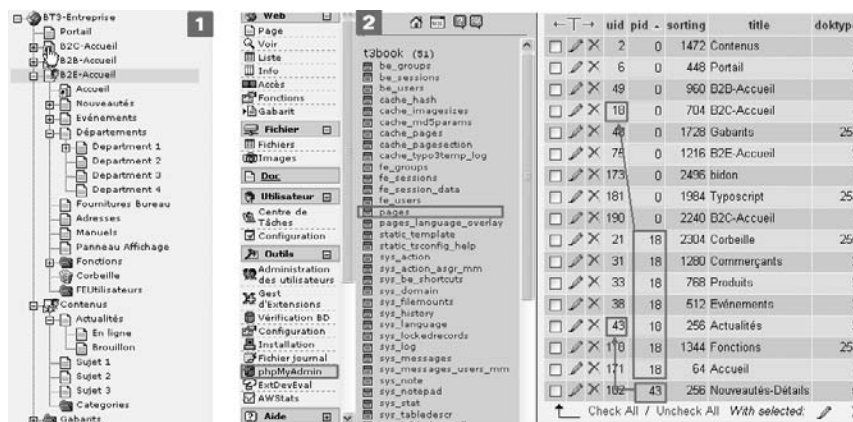 BT3-Entreprise
1
Portail
B2C-Accueil
B2B-Accueil
B2E-Accueil
Accueil
Nouveautés
Evénements
Départements
Department 1
Department 2
Department 3
Department 4
Fournitures Bureau
Adresses
Manuels
Panneau Affichage
Fonctions
Corbeille
FEUtilisateurs
Contenus
Actualités
En ligne
Brouillon
Sujet 1
Sujet 2
Sujet 3
Categories
Gabarits
Web
Page
Voir
Liste
Info
Accès
Fonctions
Gabarit
Fichier
Fichiers
Images
Doc
Utilisateur
Centre de
Tâches
Configuration
Outils
Administration
des utilisateurs
Gest
d'Extensions
Vérification BD
Configuration
Installation
Fichier journal
phpMyAdmin
ExtDevEval
AWStats
Aide
2
t3book (51)
be_groups
be_sessions
be_users
cache_hash
cache_imagesizes
cache_md5params
cache_pages
cache_pagesection
cache_typo3temp_log
fe_groups
fe_sessions
fe_session_data
fe_users
pages
pages_language_overlay
static_template
static_tsconfig_help
sys_action
sys_action_asgr_mm
sys_be_shortcuts
sys_domain
sys_filemounts
sys_history
sys_language
sys_lockedrecords
sys_log
sys_messages
sys_messages_users_mm
sys_note
sys_notepad
sys_stat
sys_tabledescr
←T→ uid pid sorting title doktype
2 0 1472 Contenus
6 0 448 Portail
49 0 960 B2B-Accueil
18 0 704 B2C-Accueil
48 0 1728 Gabarits 25
75 0 1216 B2E-Accueil
173 0 2496 bidon
181 0 1984 Typoscript 25
190 0 2240 B2C-Accueil
21 18 2304 Corbeille 25
31 18 1280 Commerçants
33 18 768 Produits
38 18 512 Evénements
43 18 256 Actualités
18 1344 Fonctions 25
171 18 64 Accueil
43 256 Nouveautés-Détails
Check All / Uncheck All With selected: